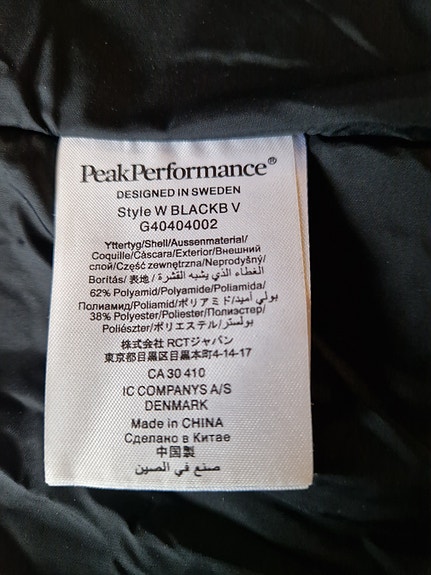 PeakPerformance®
DESIGNED IN SWEDEN
Style W BLACKB V
G40404002
Yttertyg/Shell/Aussenmaterial/
Coquille/Cáscara/Exterior/Внешний
слой/Część zewnętrzna/Neprodyšný/
Borítás/ 表地 / الغطاء الذي يشبه القشرة/
62% Polyamid/Polyamide/Poliamida/
Полиамид/Poliamid/ポリアミド/بولي أميد
38% Polyester/Poliester/Полиэстер/
Poliészter/ポリエステル/بولستر
株式会社 RCTジャパン
東京都目黒区目黒本町4-14-17
CA 30 410
IC COMPANYS A/S
DENMARK
Made in CHINA
Сделано в Китае
中国製
صنع في الصين